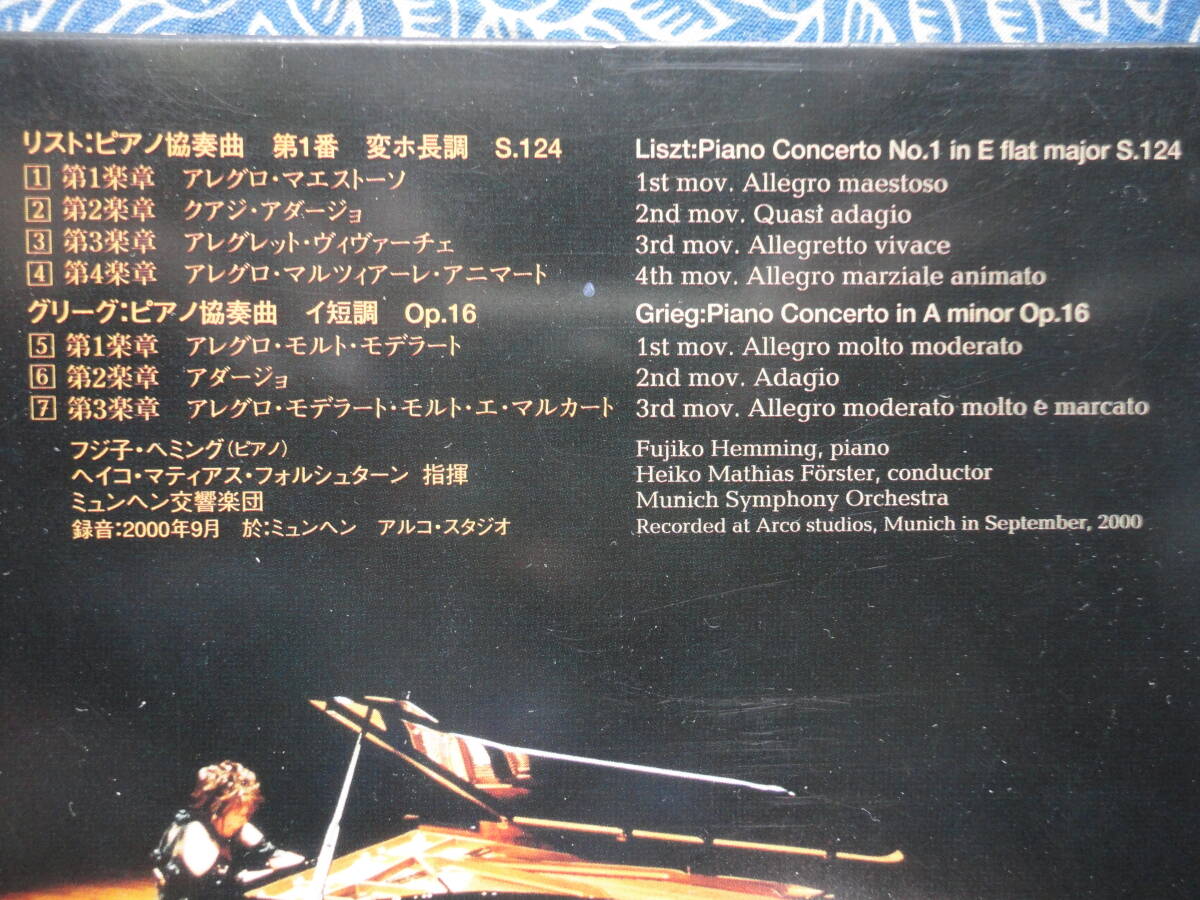 リスト:ピアノ協奏曲 第1番 変ホ長調 S.124
1 第1楽章 アレグロ・マエストーソ
2 第2楽章 クアジ・アダージョ
3 第3楽章 アレグレット・ヴィヴァーチェ
4 第4楽章 アレグロ・マルツィアーレ・アニマート
グリーグ:ピアノ協奏曲 イ短調 Op.16
5 第1楽章 アレグロ・モルト・モデラート
6 第2楽章 アダージョ
7 第3楽章 アレグロ・モデラート・モルト・エ・マルカート
フジ子・ヘミング(ピアノ)
ヘイコ・マティアス・フォルシュターン 指揮
ミュンヘン交響楽団
録音:2000年9月 於:ミュンヘン アルコ・スタジオ
Liszt:Piano Concerto No.1 in E flat major S.124
1st mov. Allegro maestoso
2nd mov. Quasi adagio
3rd mov. Allegretto vivace
4th mov. Allegro marziale animato
Grieg:Piano Concerto in A minor Op.16
1st mov. Allegro molto moderato
2nd mov. Adagio
3rd mov. Allegro moderato molto e marcato
Fujiko Hemming, piano
Heiko Mathias Förster, conductor
Munich Symphony Orchestra
Recorded at Arco studios, Munich in September, 2000